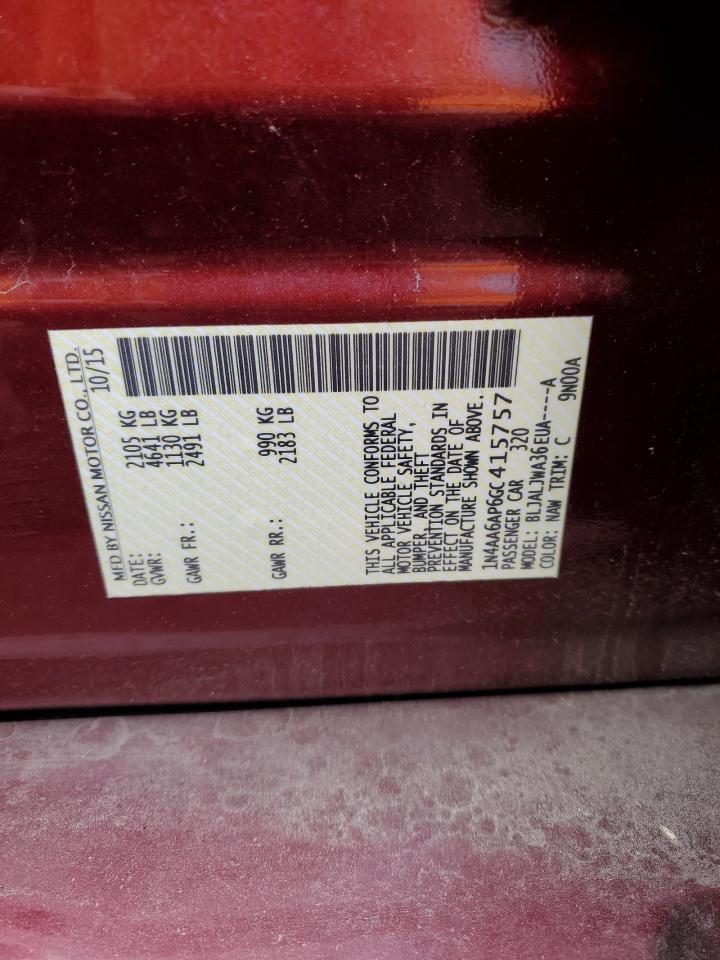 MFD BY NISSAN MOTOR CO., LTD.
DATE: 10/15
GVWR: 2105 KG
4641 LB
GAWR FR.: 1130 KG
2491 LB
GAWR RR.: 990 KG
2183 LB
THIS VEHICLE CONFORMS TO
ALL APPLICABLE FEDERAL
MOTOR VEHICLE SAFETY,
BUMPER, AND THEFT
PREVENTION STANDARDS IN
EFFECT ON THE DATE OF
MANUFACTURE SHOWN ABOVE.
1N4AA6AP6GC415757
PASSENGER CAR 320
MODEL: BLJALJWA36EUA----A
COLOR: NAW TRIM: C 9N00A